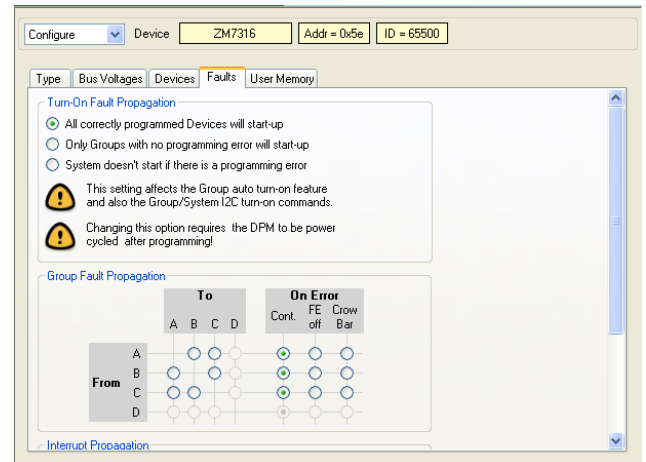 Configure Device ZM7316 Addr = 0x5e ID = 65500
Type Bus Voltages Devices Faults User Memory
Turn-On Fault Propagation
All correctly programmed Devices will start-up
Only Groups with no programming error will start-up
System doesn't start if there is a programming error
This setting affects the Group auto turn-on feature
and also the Group/System I2C turn-on commands.
Changing this option requires the DPM to be power
cycled after programming!
Group Fault Propagation
To On Error
A B C D Cont. FE off Crow Bar
From
A
B
C
D
Interrupt Propagation